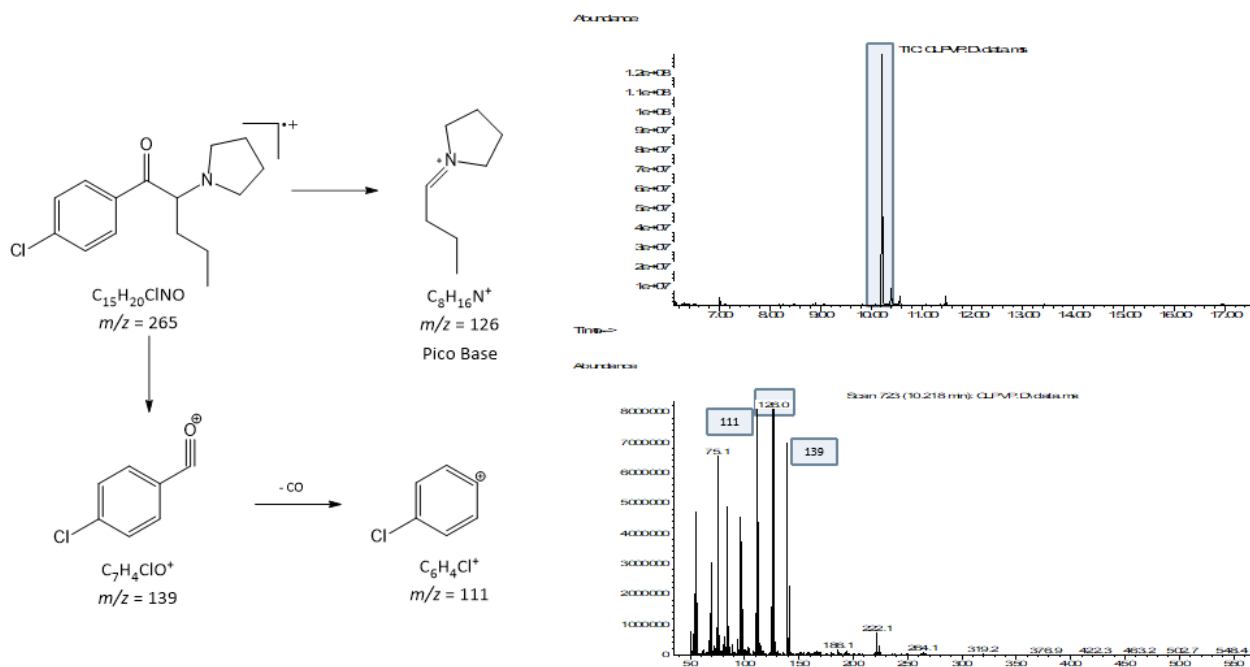 O
N
Cl
•+
C15H20ClNO
m/z = 265
N
+
C8H16N+
m/z = 126
Pico Base
O
+
Cl
C7H4ClO+
m/z = 139
- CO
+
Cl
C6H4Cl+
m/z = 111
Abundance
TIC: CLPVP.D\data.ms
1.2e+08
1.1e+08
1e+08
9e+07
8e+07
7e+07
6e+07
5e+07
4e+07
3e+07
2e+07
1e+07
7.00 8.00 9.00 10.00 11.00 12.00 13.00 14.00 15.00 16.00 17.00
Time-->
Abundance
Scan 723 (10.218 min): CLPVP.D\data.ms
8000000
7000000
6000000
5000000
4000000
3000000
2000000
1000000
0
126.0
111
139
75.1
186.1
222.1
264.1
319.2
376.9
422.3
463.2
502.7
548.4
50 100 150 200 250 300 350 400 450 500 550